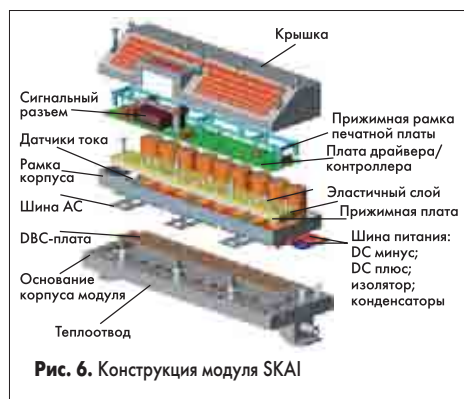 Крышка
Сигнальный
разъем
Прижимная рамка
печатной платы
Датчики тока
Плата драйвера/
контроллера
Рамка
корпуса
Эластичный слой
Шина AC
Прижимная плата
DBC-плата
Шина питания:
DC минус;
DC плюс;
изолятор;
конденсаторы
Основание
корпуса модуля
Теплоотвод
Рис. 6. Конструкция модуля SKAI